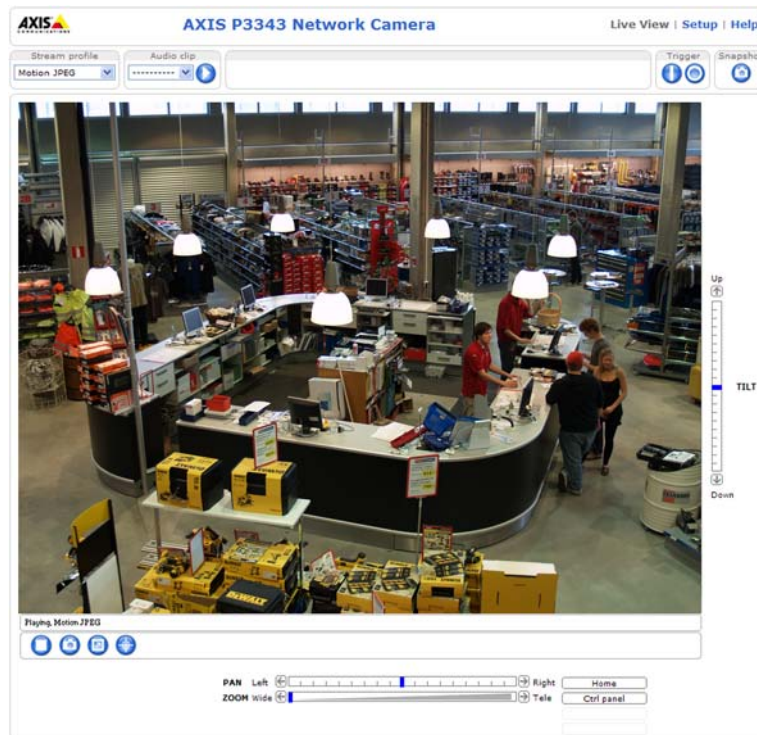 AXIS
COMMUNICATIONS
AXIS P3343 Network Camera
Live View | Setup | Help
Stream profile
Audio clip
Trigger
Snapshot
Motion JPEG
----------
Up
TILT
Down
DEWALT
Playing, Motion JPEG
PAN Left
Right
Home
ZOOM Wide
Tele
Ctrl panel